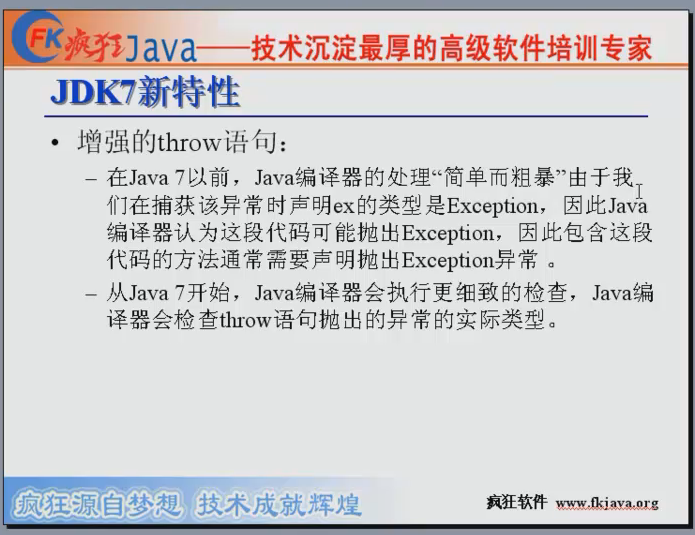 FK疯狂Java——技术沉淀最厚的高级软件培训专家
JDK7新特性
• 增强的throw语句：
– 在Java 7以前，Java编译器的处理“简单而粗暴”由于我
们在捕获该异常时声明ex的类型是Exception，因此Java
编译器认为这段代码可能抛出Exception，因此包含这段
代码的方法通常需要声明抛出Exception异常 。
– 从Java 7开始，Java编译器会执行更细致的检查，Java编
译器会检查throw语句抛出的异常的实际类型。
疯狂源自梦想 技术成就辉煌
疯狂软件 www.fkjava.org